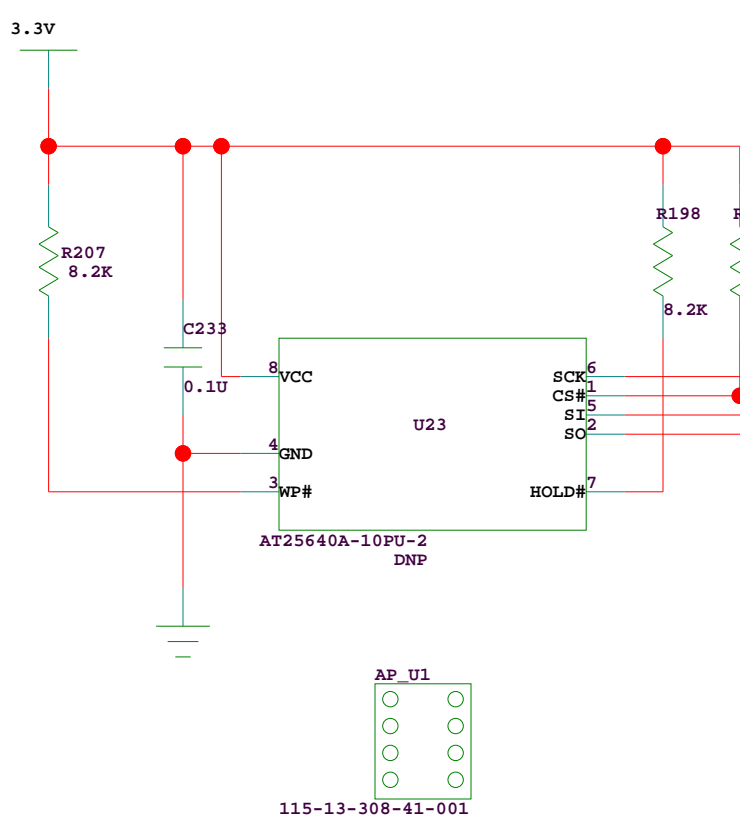 3.3V
R198
R
R207
8.2K
8.2K
C233
0.1U
8
VCC
SCK
6
CS#
1
U23
SI
5
SO
2
4
GND
3
WP#
HOLD#
7
AT25640A-10PU-2
DNP
AP_U1
115-13-308-41-001